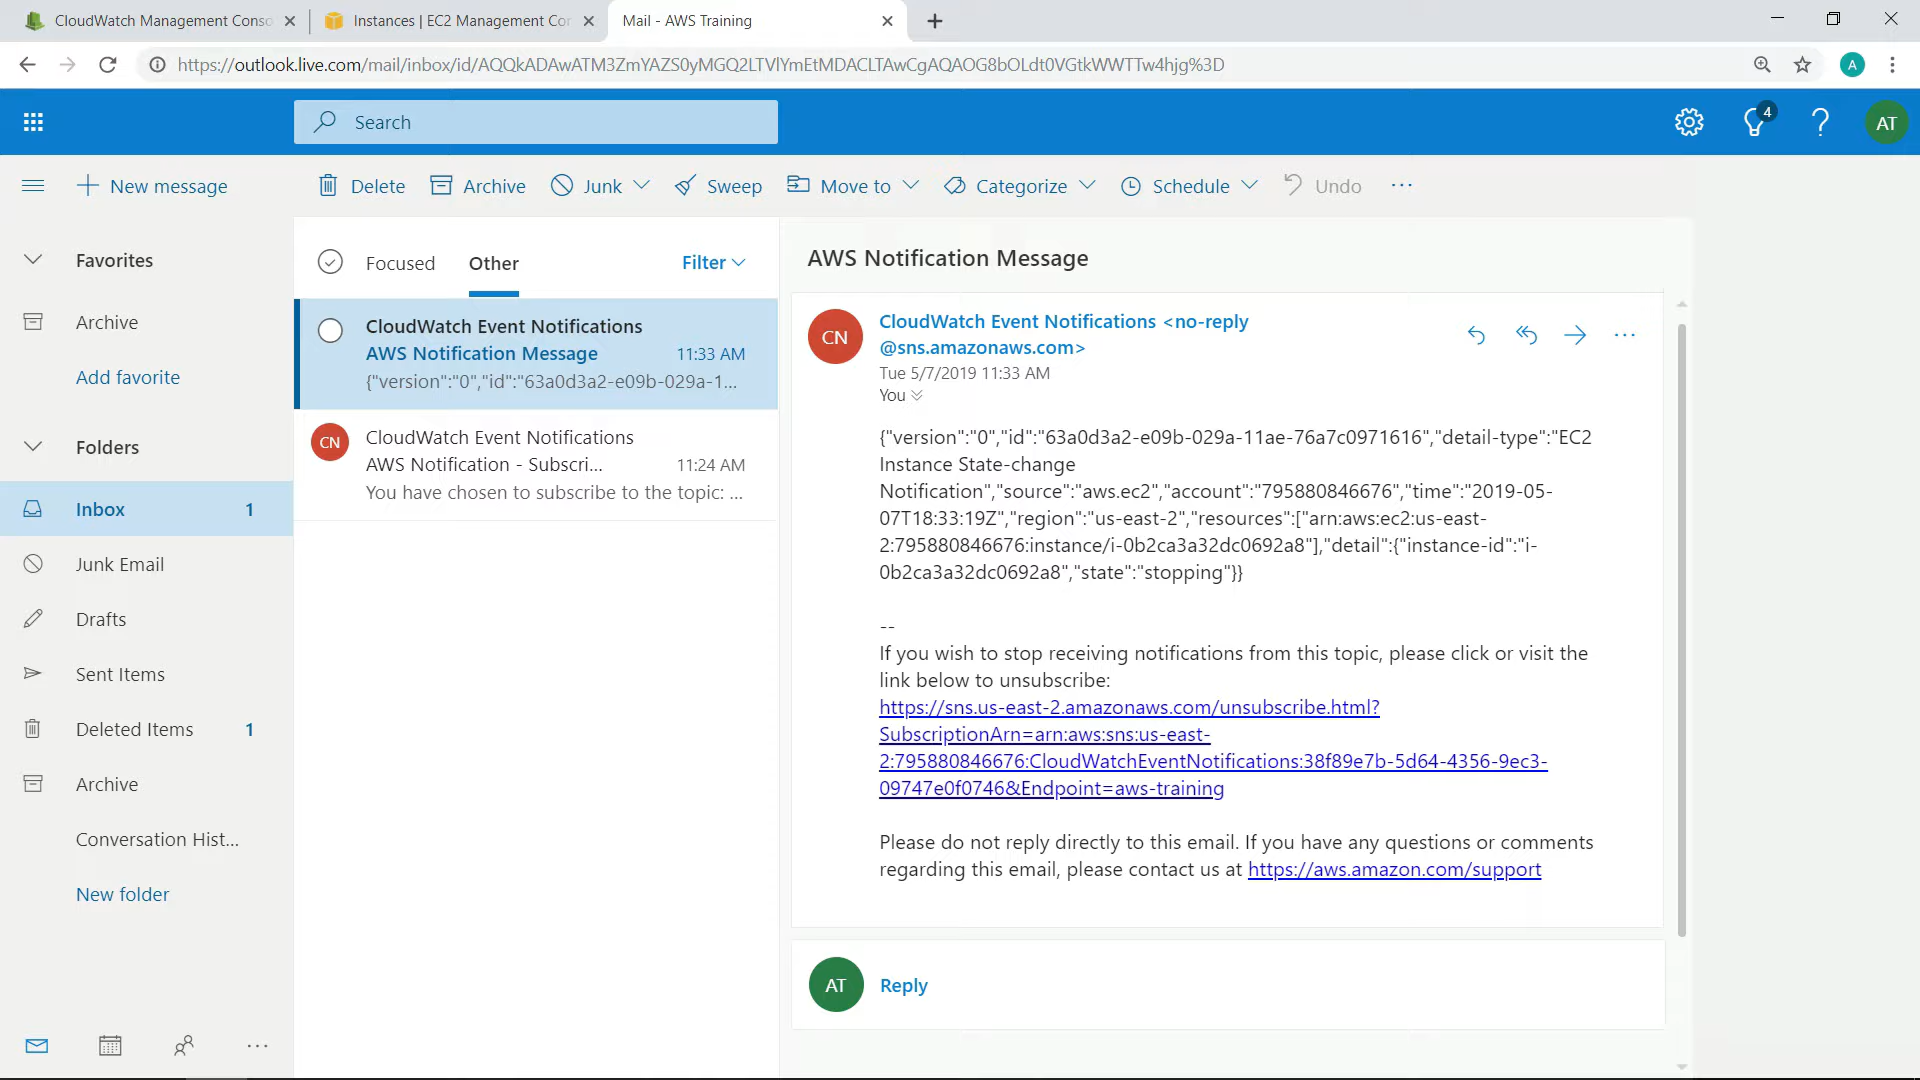 CloudWatch Management Conso
Instances | EC2 Management Con
Mail - AWS Training
https://outlook.live.com/mail/inbox/id/AQQkADAwATM3ZmYAZS0yMGQ2LTVlYmEtMDACLTAwCgAQAOG8bOLdt0VGtkWWTTw4hjg%3D
A
Search
4
AT
New message
Delete
Archive
Junk
Sweep
Move to
Categorize
Schedule
Undo
Favorites
Archive
Add favorite
Folders
Inbox 1
Junk Email
Drafts
Sent Items
Deleted Items 1
Archive
Conversation Hist...
New folder
Focused
Other
Filter
CloudWatch Event Notifications
AWS Notification Message 11:33 AM
{"version":"0","id":"63a0d3a2-e09b-029a-1...
CN
CloudWatch Event Notifications
AWS Notification - Subscri... 11:24 AM
You have chosen to subscribe to the topic: ...
AWS Notification Message
CN
CloudWatch Event Notifications <no-reply
@sns.amazonaws.com>
Tue 5/7/2019 11:33 AM
You
{"version":"0","id":"63a0d3a2-e09b-029a-11ae-76a7c0971616","detail-type":"EC2
Instance State-change
Notification","source":"aws.ec2","account":"795880846676","time":"2019-05-
07T18:33:19Z","region":"us-east-2","resources":["arn:aws:ec2:us-east-
2:795880846676:instance/i-0b2ca3a32dc0692a8"],"detail":{"instance-id":"i-
0b2ca3a32dc0692a8","state":"stopping"}}
--
If you wish to stop receiving notifications from this topic, please click or visit the
link below to unsubscribe:
https://sns.us-east-2.amazonaws.com/unsubscribe.html?
SubscriptionArn=arn:aws:sns:us-east-
2:795880846676:CloudWatchEventNotifications:38f89e7b-5d64-4356-9ec3-
09747e0f0746&Endpoint=aws-training
Please do not reply directly to this email. If you have any questions or comments
regarding this email, please contact us at https://aws.amazon.com/support
AT
Reply